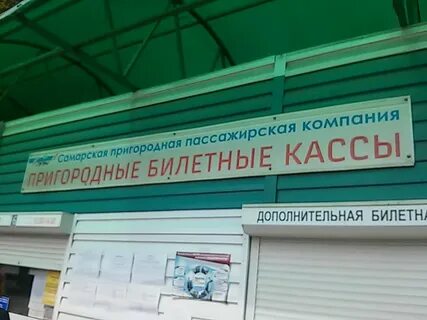 Самарская пригородная пассажирская компания
ПРИГОРОДНЫЕ БИЛЕТНЫЕ КАССЫ
ДОПОЛНИТЕЛЬНАЯ БИЛЕТНА